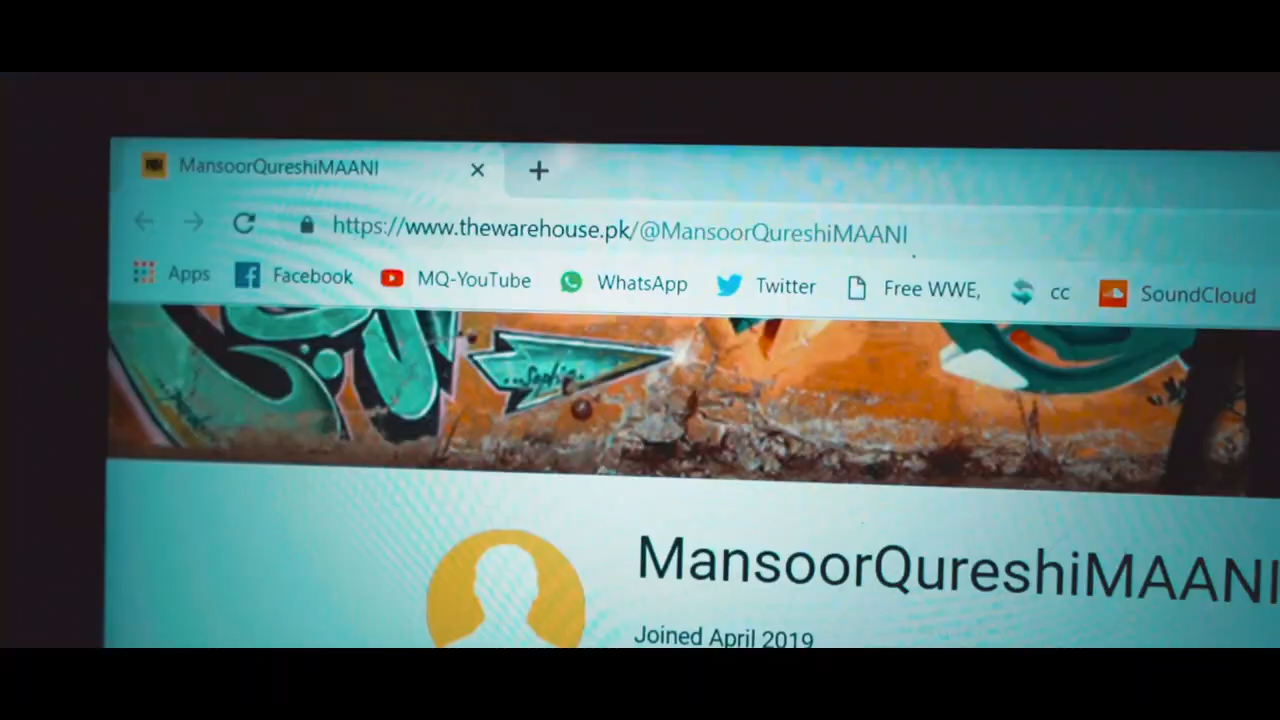 MansoorQureshiMAANI
https://www.thewarehouse.pk/@MansoorQureshiMAANI
Apps Facebook MQ-YouTube WhatsApp Twitter Free WWE, cc SoundCloud
MansoorQureshiMAANI
Joined April 2019